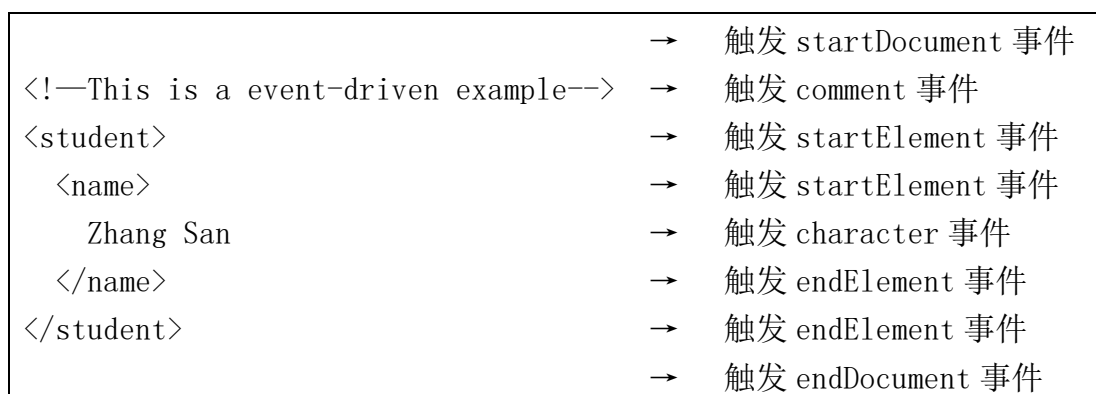 → 触发 startDocument 事件
<!—This is a event-driven example--> → 触发 comment 事件
<student> → 触发 startElement 事件
<name> → 触发 startElement 事件
Zhang San → 触发 character 事件
</name> → 触发 endElement 事件
</student> → 触发 endElement 事件
→ 触发 endDocument 事件